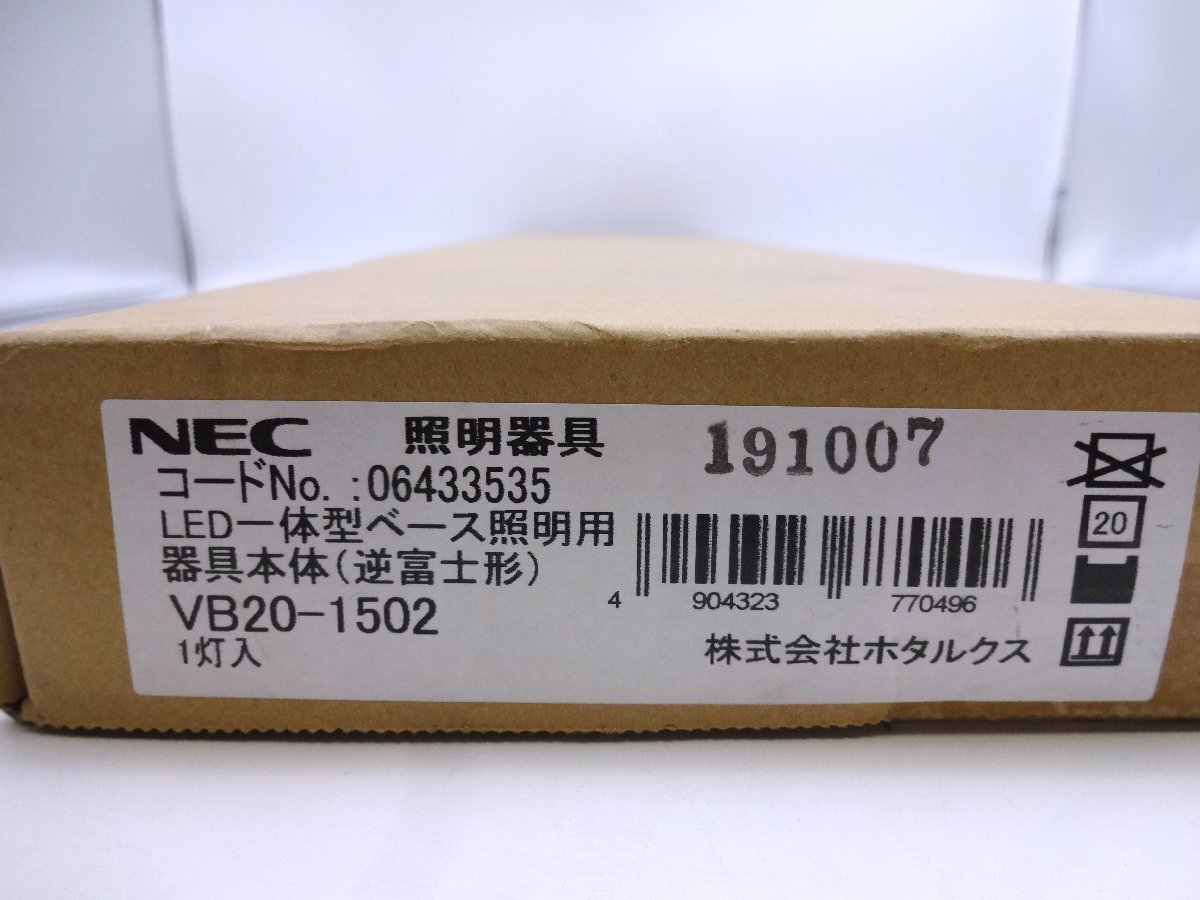 NEC 照明器具 191007
コードNo. :06433535
LED一体型ベース照明用
器具本体(逆富士形)
VB20-1502
1灯入
4 904323 770496
株式会社ホタルクス
20